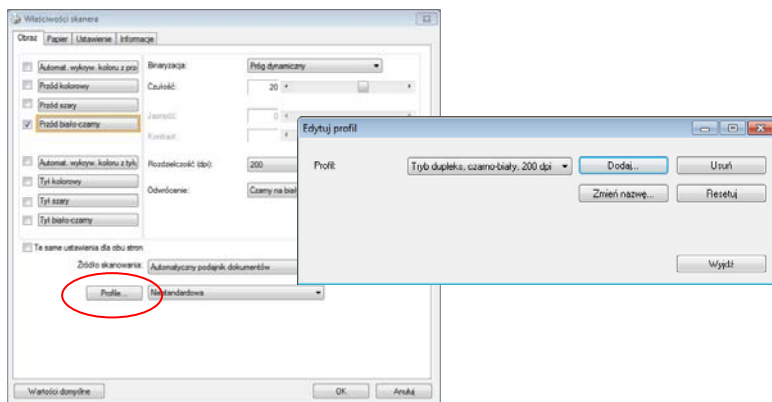 Właściwości skanera
Obraz Papier Ustawienie Informacje
Automat. wykryw. koloru z prz
Binaryzacja: Próg dynamiczny
Przód kolorowy
Czułość: 20
Przód szary
Jasność: 0
Przód biało-czarny
Kontrast:
Automat. wykryw. koloru z tyłu
Rozdzielczość (dpi): 200
Tył kolorowy
Odwrócenie: Czarny na biał
Tył szary
Tył biało-czarny
Te same ustawienia dla obu stron
Źródło skanowania: Automatyczny podajnik dokumentów
Profile... Niestandardowa
Wartości domyślne OK Anuluj
Edytuj profil
Profil: Tryb dupleks, czarno-biały, 200 dpi Dodaj... Usuń
Zmień nazwę... Resetuj
Wyjdź